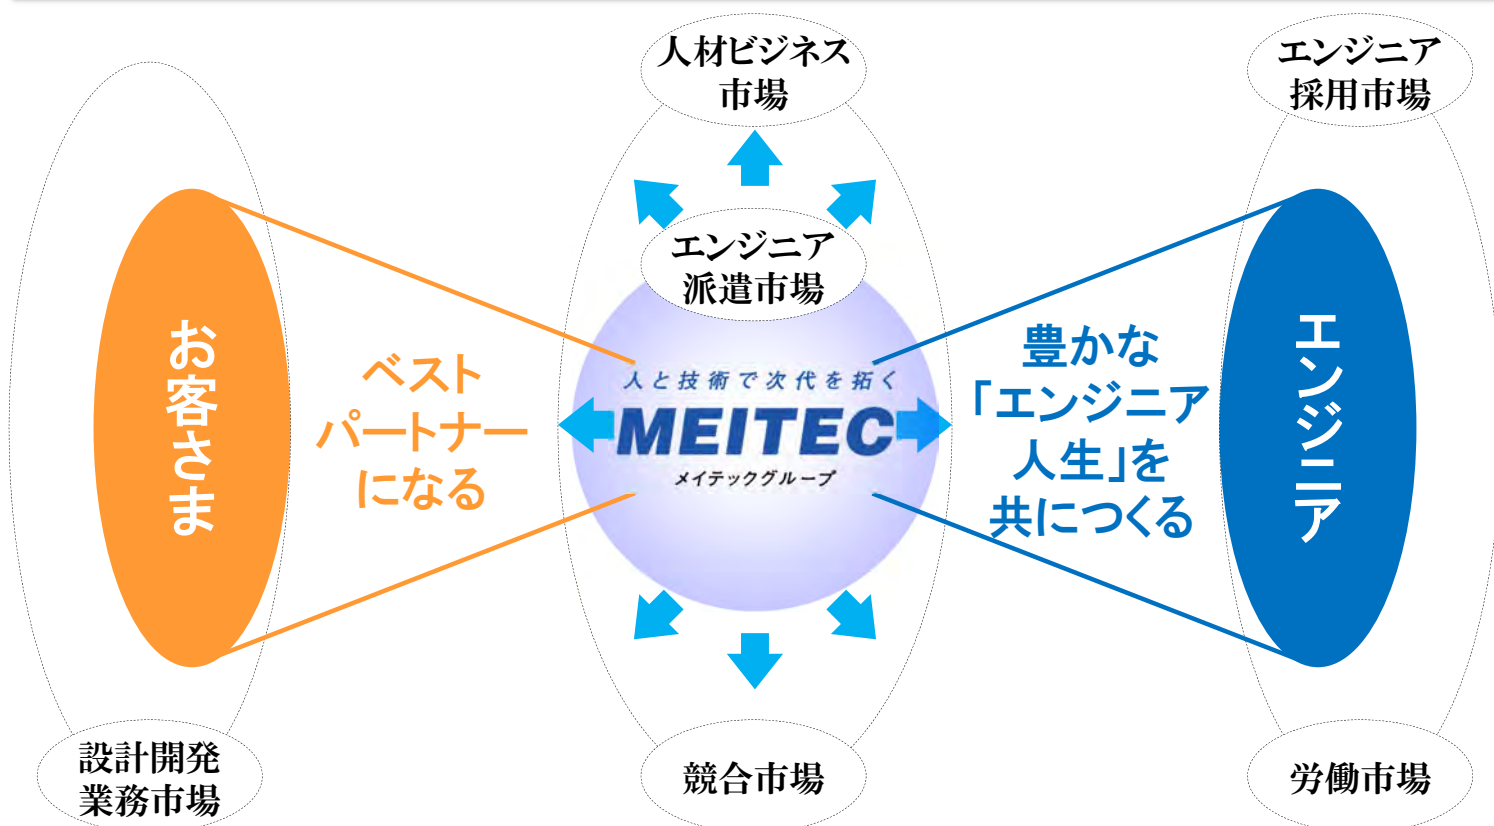 人材ビジネス
市場
エンジニア
採用市場
エンジニア
派遣市場
お客さま
ベスト
パートナー
になる
人と技術で次代を拓く
MEITEC
メイテックグループ
豊かな
「エンジニア
人生」を
共につくる
エンジニア
設計開発
業務市場
競合市場
労働市場